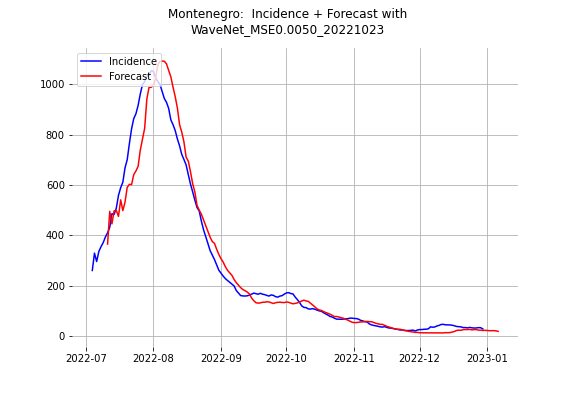 Montenegro:  Incidence + Forecast with
WaveNet_MSE0.0050_20221023
Incidence
Forecast
1000
800
600
400
200
0
2022-07 2022-08 2022-09 2022-10 2022-11 2022-12 2023-01